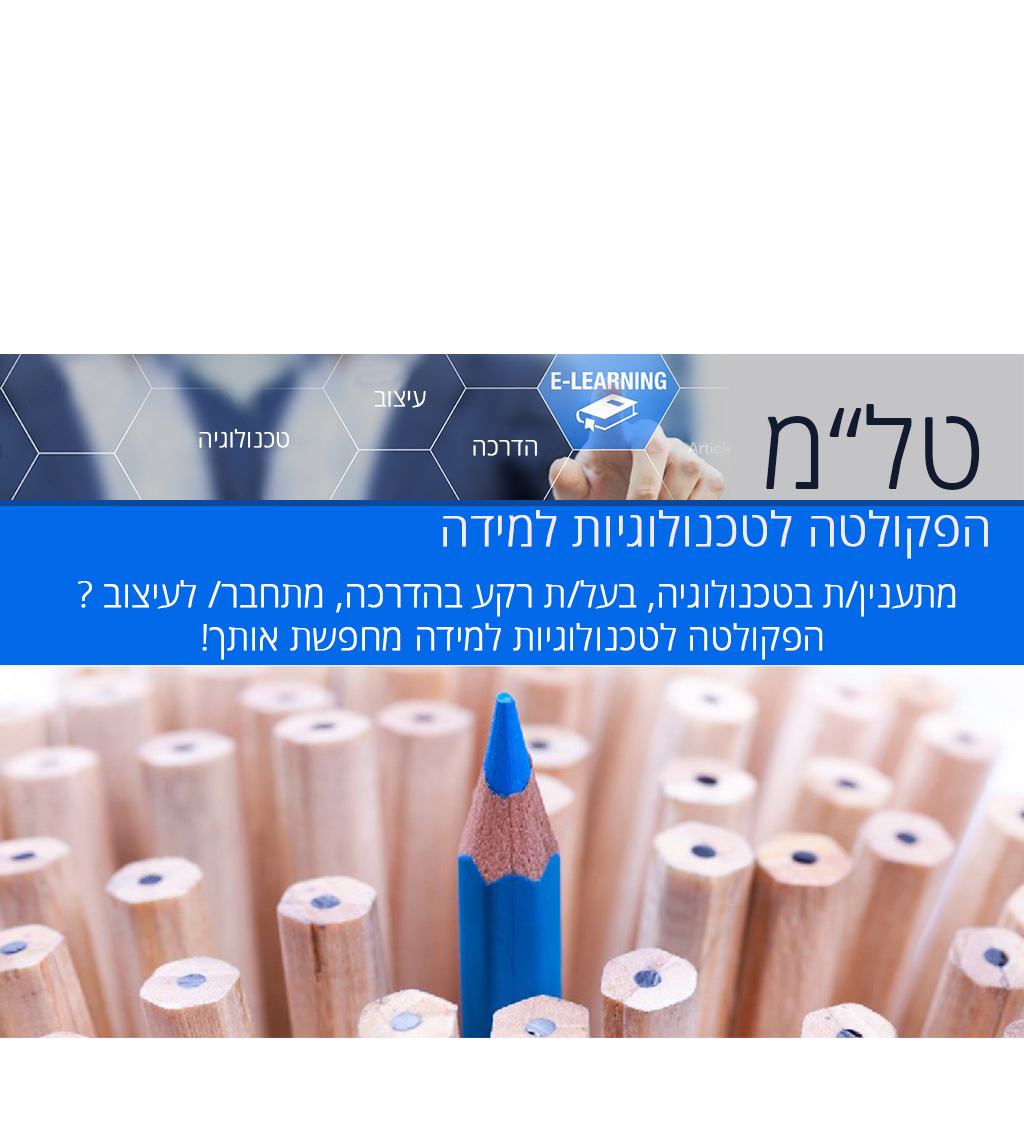 עיצוב
טכנולוגיה
הדרכה
E-LEARNING
טל“מ
הפקולטה לטכנולוגיות למידה
מתענין/ת בטכנולוגיה, בעל/ת רקע בהדרכה, מתחבר/ לעיצוב ?
הפקולטה לטכנולוגיות למידה מחפשת אותך!